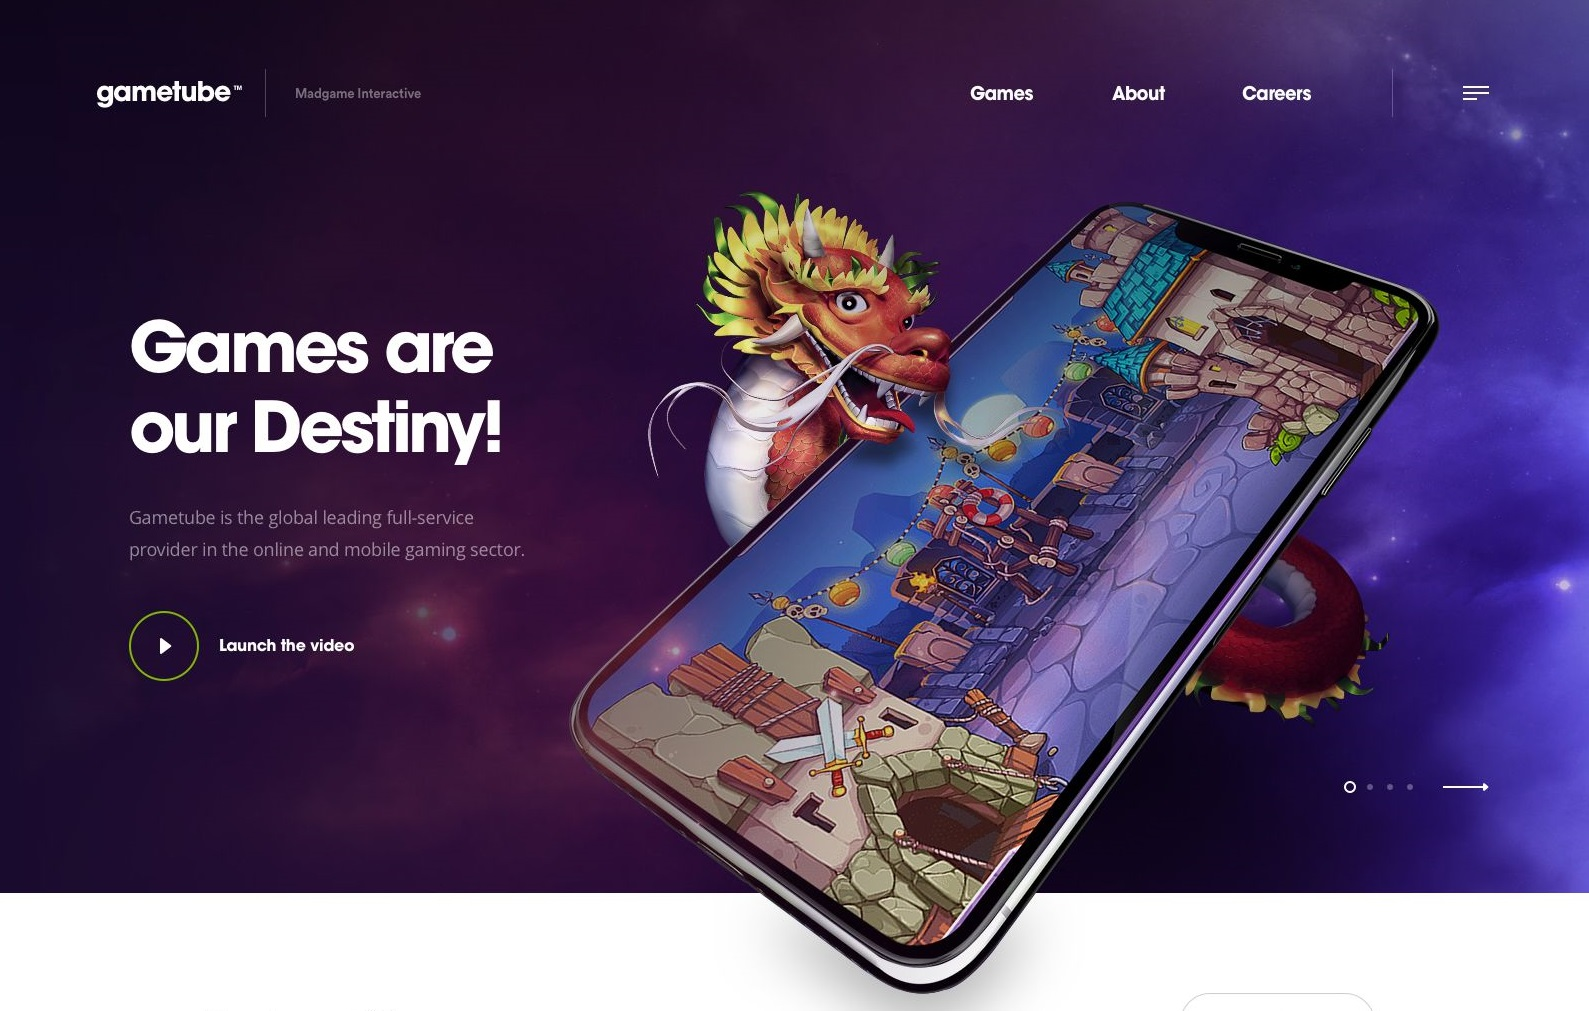 gametube™
Madgame Interactive
Games
About
Careers
Games are
our Destiny!
Gametube is the global leading full-service
provider in the online and mobile gaming sector.
Launch the video